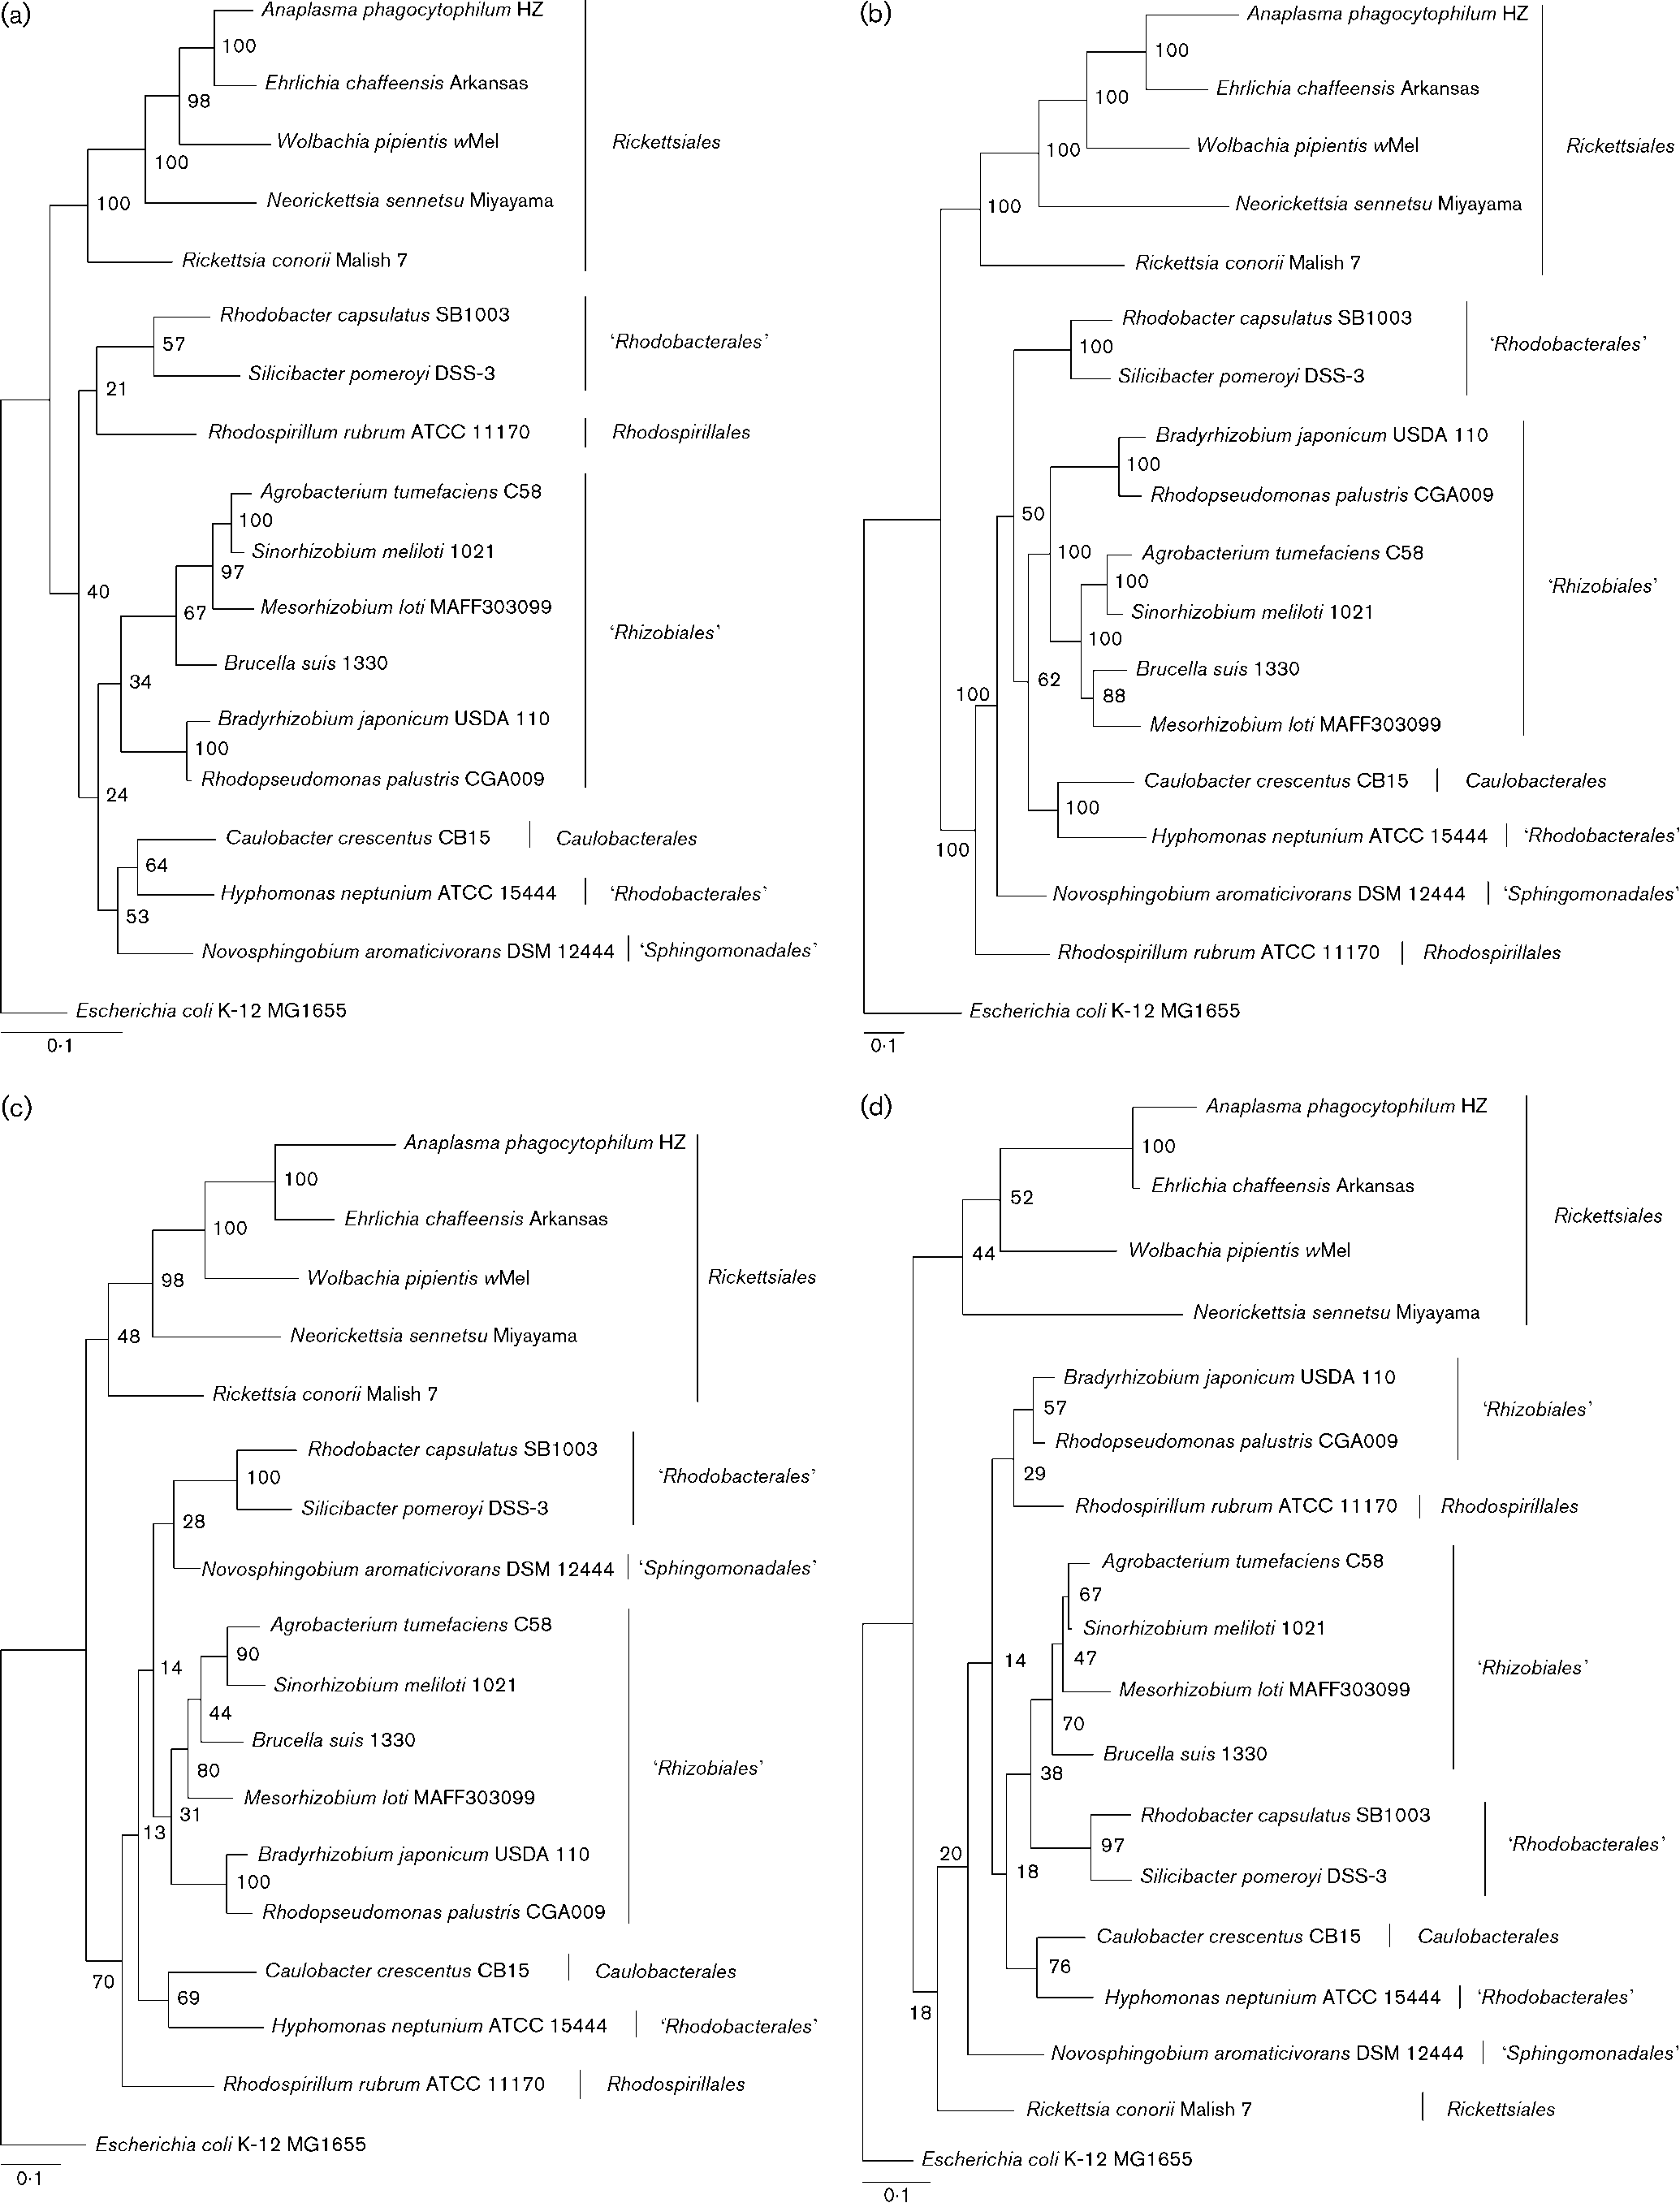 (a)
Anaplasma phagocytophilum HZ
100
Ehrlichia chaffeensis Arkansas
98
Wolbachia pipientis wMel
Rickettsiales
100
Neorickettsia sennetsu Miyayama
100
Rickettsia conorii Malish 7
Rhodobacter capsulatus SB1003
57
'Rhodobacterales'
Silicibacter pomeroyi DSS-3
21
Rhodospirillum rubrum ATCC 11170
Rhodospirillales
Agrobacterium tumefaciens C58
100
Sinorhizobium meliloti 1021
97
40
Mesorhizobium loti MAFF303099
67
'Rhizobiales'
Brucella suis 1330
34
Bradyrhizobium japonicum USDA 110
100
Rhodopseudomonas palustris CGA009
24
Caulobacter crescentus CB15
Caulobacterales
64
Hyphomonas neptunium ATCC 15444
'Rhodobacterales'
53
Novosphingobium aromaticivorans DSM 12444
'Sphingomonadales'
Escherichia coli K-12 MG1655
0·1
(b)
Anaplasma phagocytophilum HZ
100
Ehrlichia chaffeensis Arkansas
100
Wolbachia pipientis wMel
Rickettsiales
100
Neorickettsia sennetsu Miyayama
100
Rickettsia conorii Malish 7
Rhodobacter capsulatus SB1003
100
'Rhodobacterales'
Silicibacter pomeroyi DSS-3
Bradyrhizobium japonicum USDA 110
100
Rhodopseudomonas palustris CGA009
50
100
Agrobacterium tumefaciens C58
100
'Rhizobiales'
Sinorhizobium meliloti 1021
100
Brucella suis 1330
62
88
100
Mesorhizobium loti MAFF303099
Caulobacter crescentus CB15
Caulobacterales
100
Hyphomonas neptunium ATCC 15444
'Rhodobacterales'
100
Novosphingobium aromaticivorans DSM 12444
'Sphingomonadales'
Rhodospirillum rubrum ATCC 11170
Rhodospirillales
Escherichia coli K-12 MG1655
0·1
(c)
Anaplasma phagocytophilum HZ
100
Ehrlichia chaffeensis Arkansas
100
Wolbachia pipientis wMel
Rickettsiales
98
Neorickettsia sennetsu Miyayama
48
Rickettsia conorii Malish 7
Rhodobacter capsulatus SB1003
100
'Rhodobacterales'
Silicibacter pomeroyi DSS-3
28
Novosphingobium aromaticivorans DSM 12444
'Sphingomonadales'
Agrobacterium tumefaciens C58
90
14
Sinorhizobium meliloti 1021
44
Brucella suis 1330
80
'Rhizobiales'
Mesorhizobium loti MAFF303099
31
13
Bradyrhizobium japonicum USDA 110
100
Rhodopseudomonas palustris CGA009
Caulobacter crescentus CB15
Caulobacterales
70
69
Hyphomonas neptunium ATCC 15444
'Rhodobacterales'
Rhodospirillum rubrum ATCC 11170
Rhodospirillales
Escherichia coli K-12 MG1655
0·1
(d)
Anaplasma phagocytophilum HZ
100
Ehrlichia chaffeensis Arkansas
52
Rickettsiales
Wolbachia pipientis wMel
44
Neorickettsia sennetsu Miyayama
Bradyrhizobium japonicum USDA 110
57
'Rhizobiales'
Rhodopseudomonas palustris CGA009
29
Rhodospirillum rubrum ATCC 11170
Rhodospirillales
Agrobacterium tumefaciens C58
67
Sinorhizobium meliloti 1021
14
47
'Rhizobiales'
Mesorhizobium loti MAFF303099
70
Brucella suis 1330
38
Rhodobacter capsulatus SB1003
97
'Rhodobacterales'
20
18
Silicibacter pomeroyi DSS-3
Caulobacter crescentus CB15
Caulobacterales
76
Hyphomonas neptunium ATCC 15444
'Rhodobacterales'
18
Novosphingobium aromaticivorans DSM 12444
'Sphingomonadales'
Rickettsia conorii Malish 7
Rickettsiales
Escherichia coli K-12 MG1655
0·1